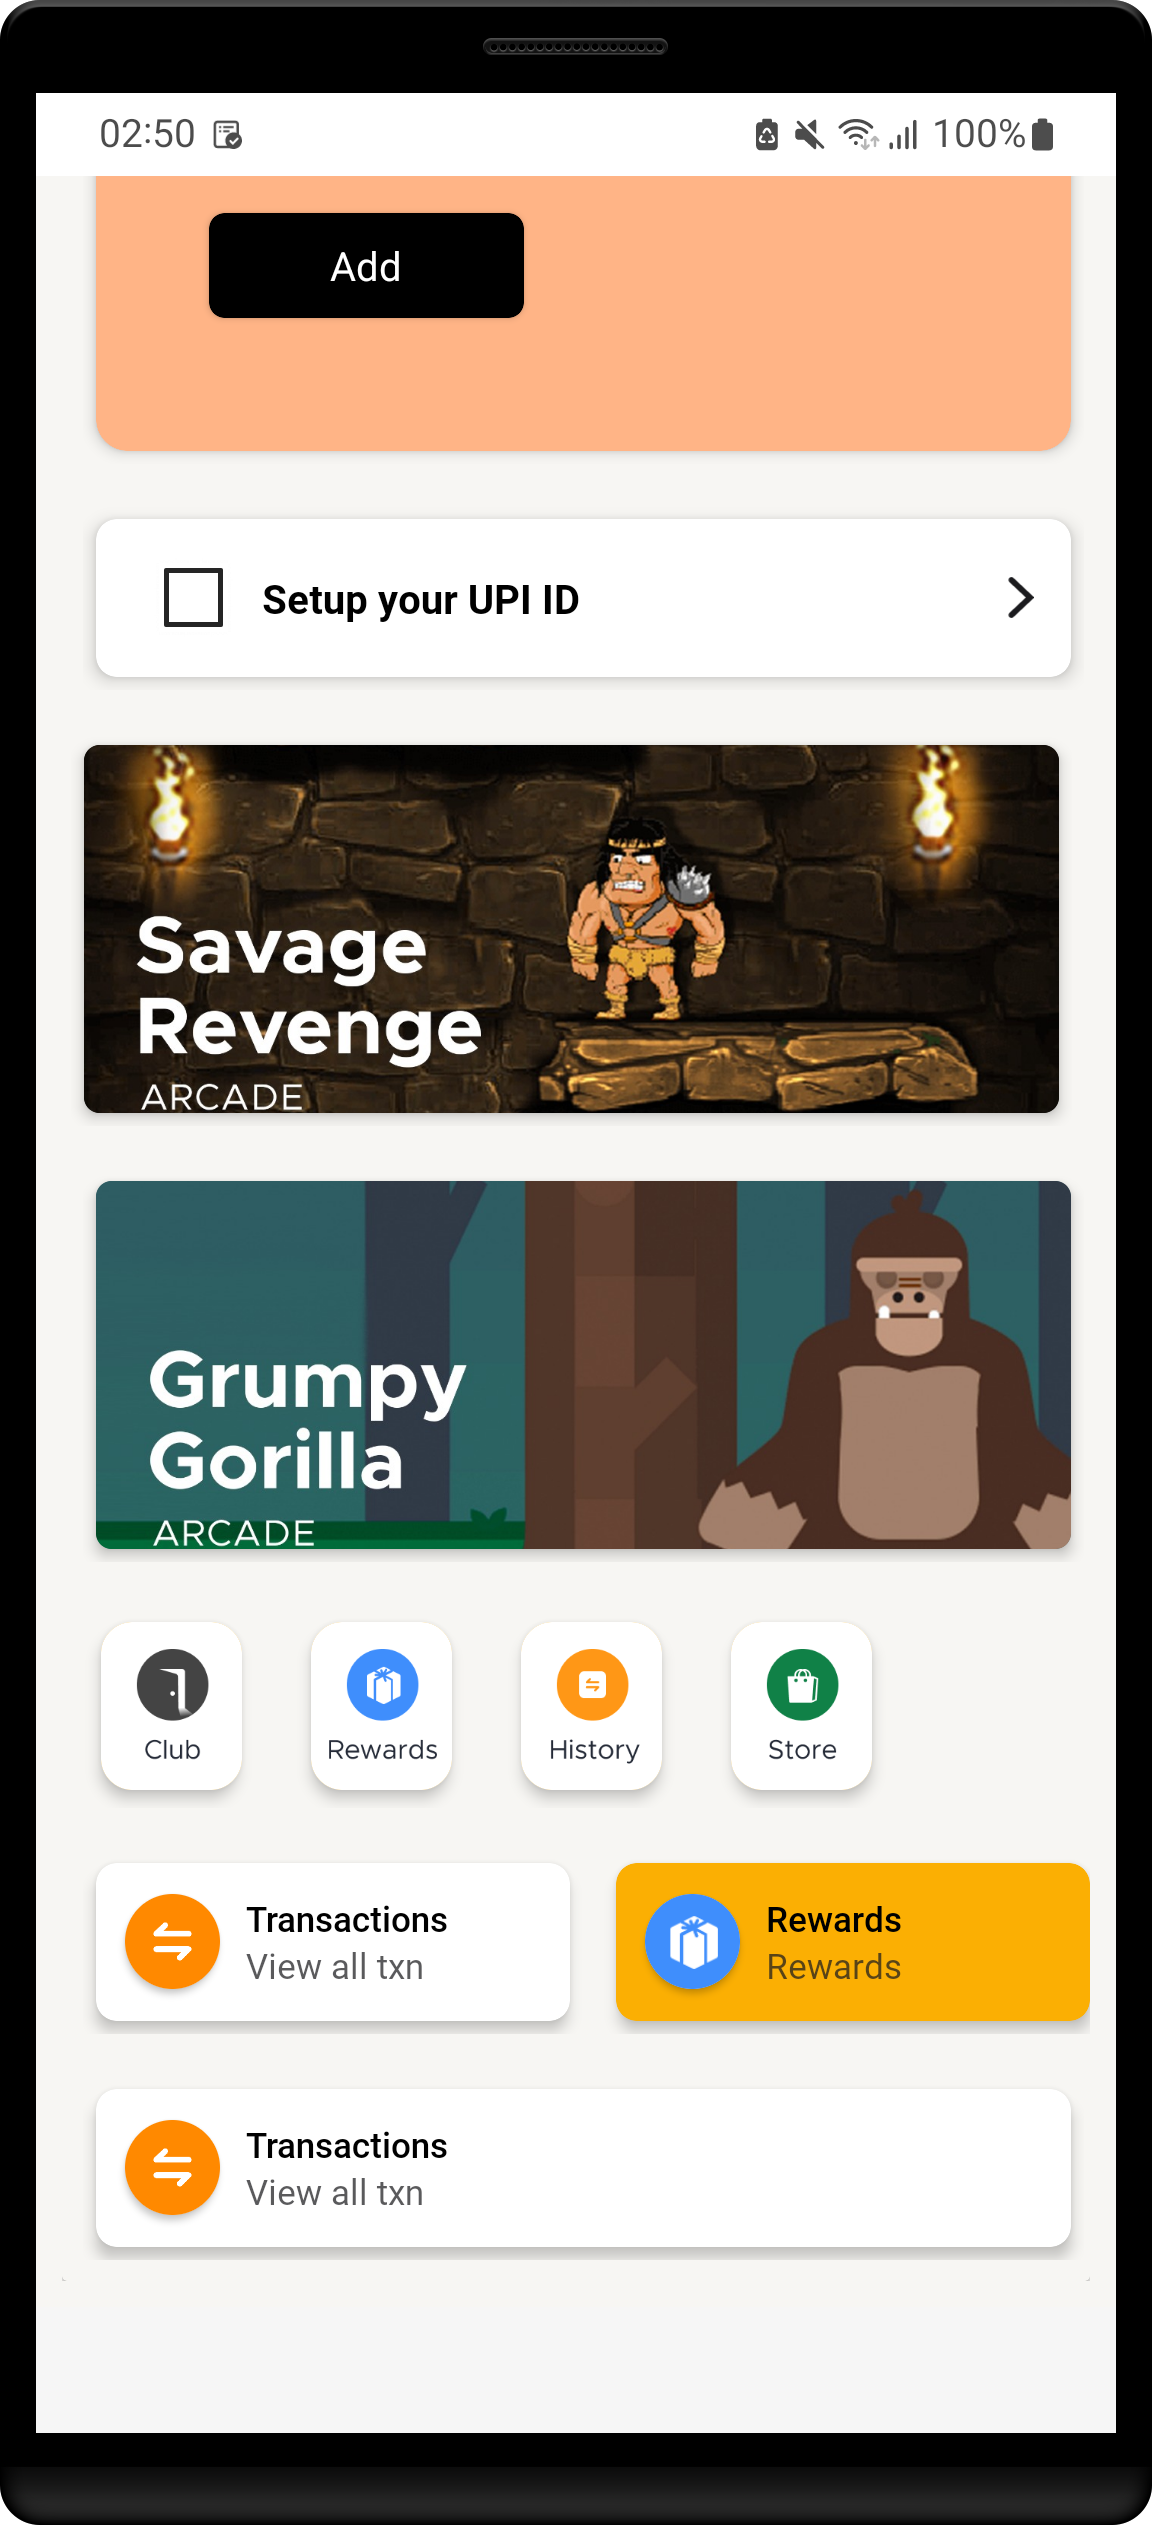 02:50 100%
Add
Setup your UPI ID
Savage
Revenge
ARCADE
Grumpy
Gorilla
ARCADE
Club Rewards History Store
Transactions
View all txn
Rewards
Rewards
Transactions
View all txn